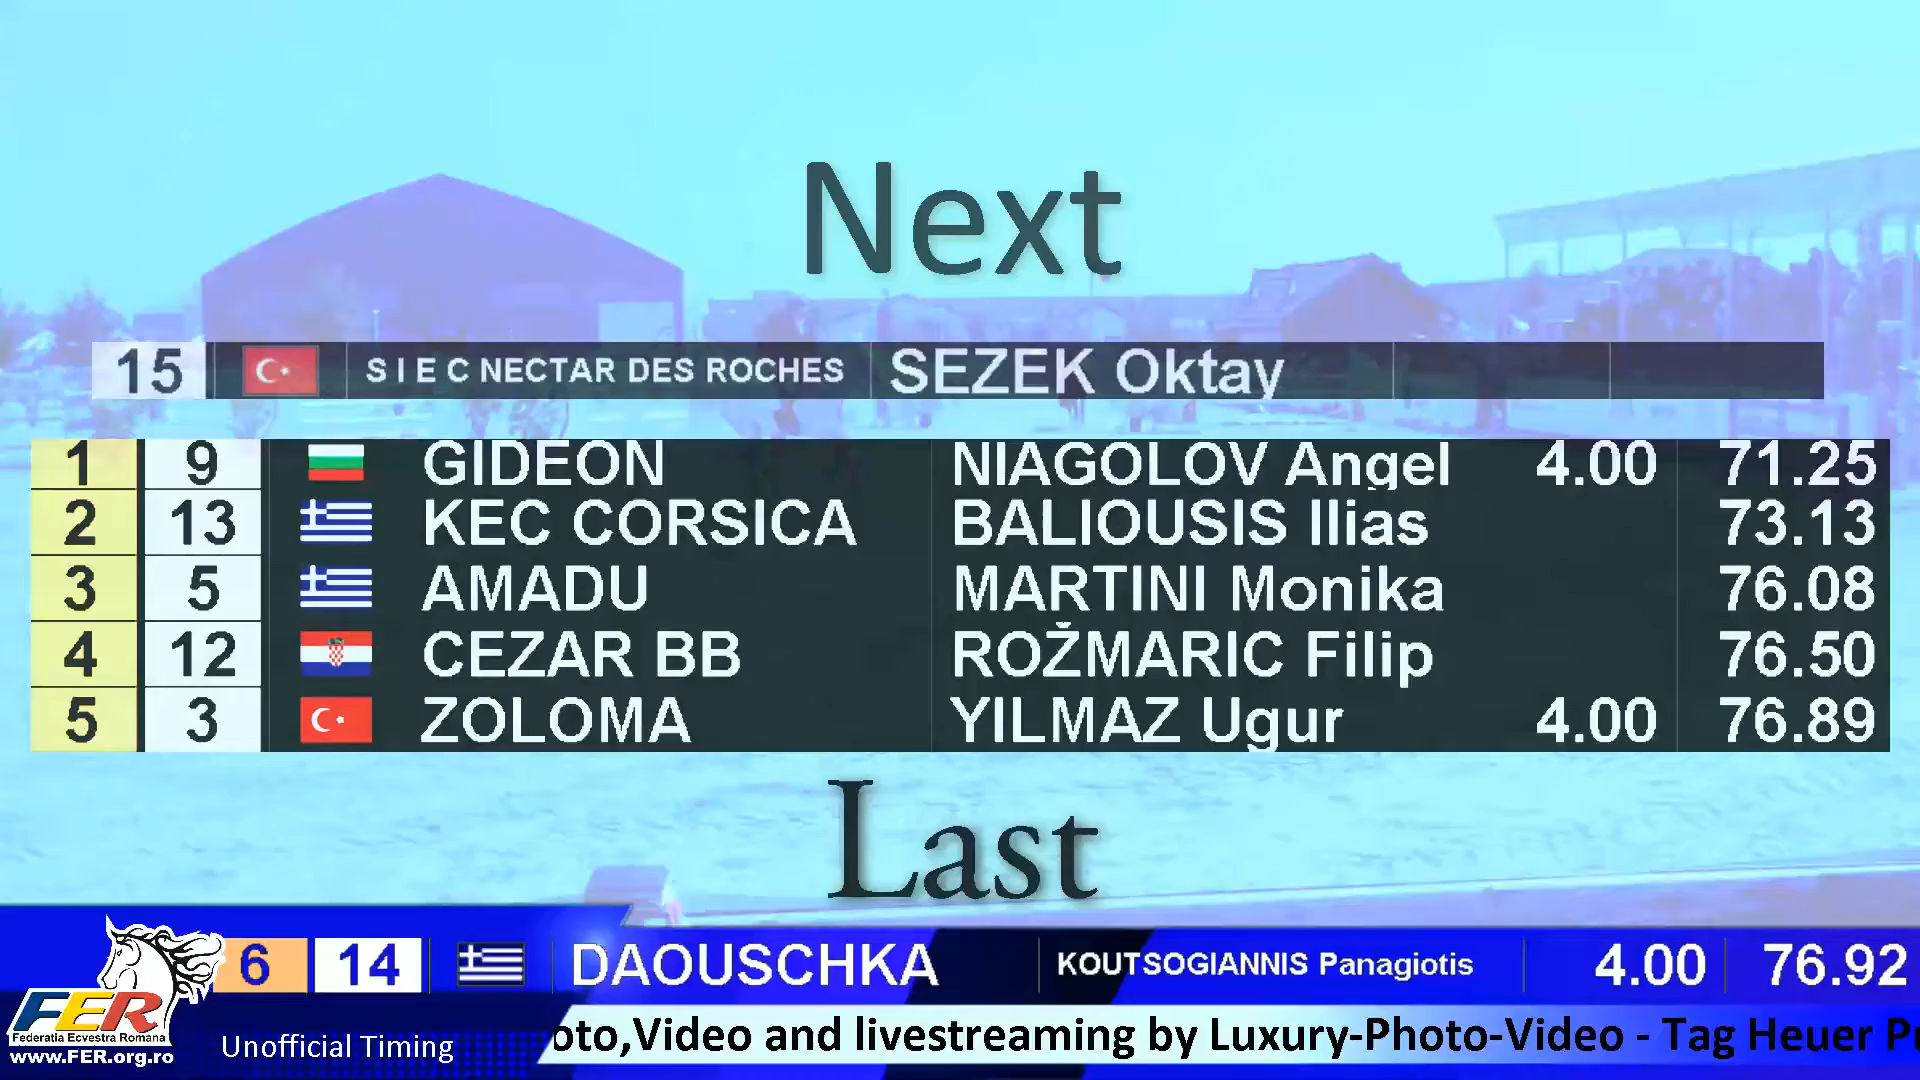 Next
15 S I E C NECTAR DES ROCHES SEZEK Oktay
1 9 GIDEON NIAGOLOV Angel 4.00 71.25
2 13 KEC CORSICA BALIOUSIS Ilias 73.13
3 5 AMADU MARTINI Monika 76.08
4 12 CEZAR BB ROŽMARIC Filip 76.50
5 3 ZOLOMA YILMAZ Ugur 4.00 76.89
Last
6 14 DAOUSCHKA KOUTSOGIANNIS Panagiotis 4.00 76.92
FER
Federatia Ecvestra Romana
www.FER.org.ro
Unofficial Timing
oto,Video and livestreaming by Luxury-Photo-Video - Tag Heuer P